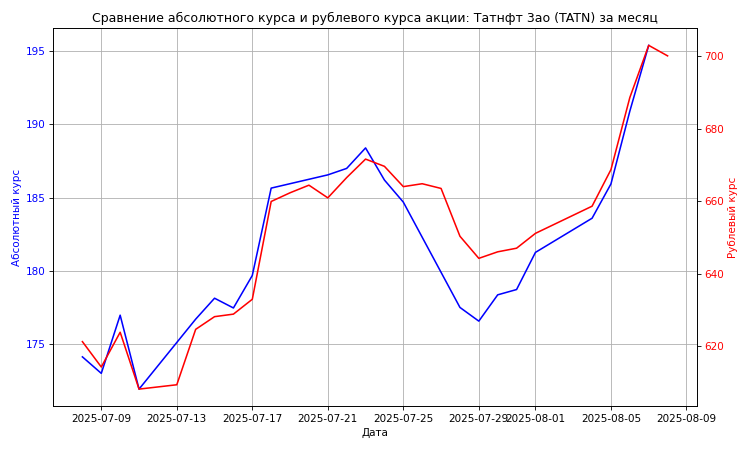 Сравнение абсолютного курса и рублевого курса акции: Татнфт 3ао (TATN) за месяц
195
190
185
180
175
Абсолютный курс
700
680
660
640
620
Рублевый курс
2025-07-09 2025-07-13 2025-07-17 2025-07-21 2025-07-25 2025-07-29 2025-08-01 2025-08-05 2025-08-09
Дата